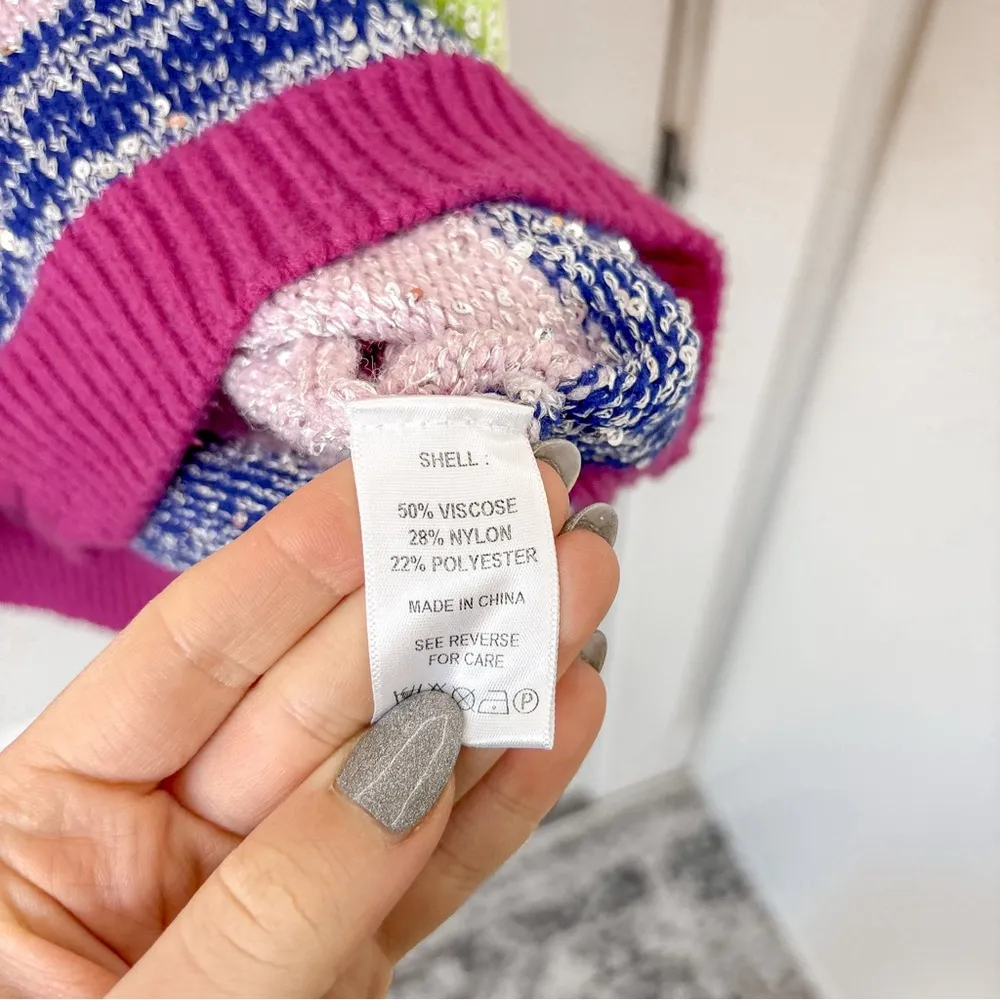 SHELL :
50% VISCOSE
28% NYLON
22% POLYESTER
MADE IN CHINA
SEE REVERSE
FOR CARE
P